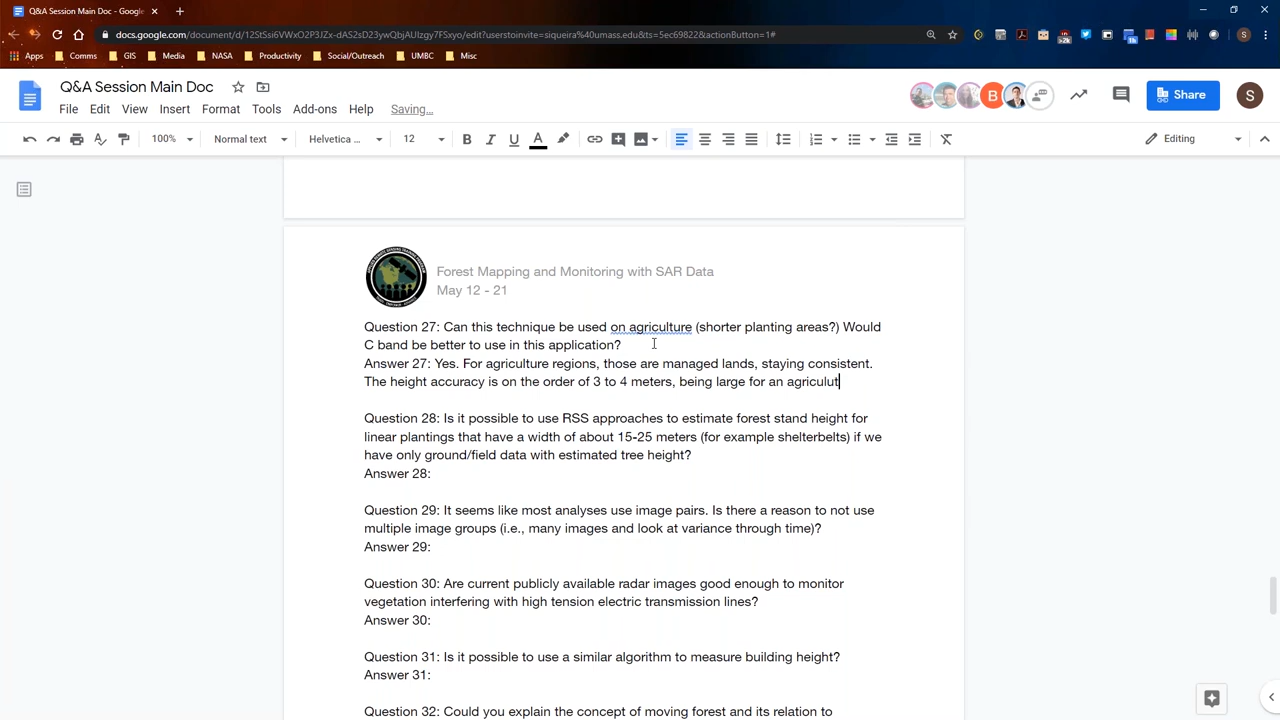 Q&A Session Main Doc - Google
docs.google.com/document/d/12StSsi6VWxO2P3JZx-dAS2sD23ywQbjAUIzgy7FSxyo/edit?userstoinvite=siqueira%40umass.edu&ts=5ec69822&actionButton=1#
Apps Comms GIS Media NASA Productivity Social/Outreach UMBC Misc
Q&A Session Main Doc
File Edit View Insert Format Tools Add-ons Help Saving...
B Share S
100% Normal text Helvetica ... 12 B I U A Editing
Forest Mapping and Monitoring with SAR Data
May 12 - 21
Question 27: Can this technique be used on agriculture (shorter planting areas?) Would
C band be better to use in this application?
Answer 27: Yes. For agriculture regions, those are managed lands, staying consistent.
The height accuracy is on the order of 3 to 4 meters, being large for an agricultut
Question 28: Is it possible to use RSS approaches to estimate forest stand height for
linear plantings that have a width of about 15-25 meters (for example shelterbelts) if we
have only ground/field data with estimated tree height?
Answer 28:
Question 29: It seems like most analyses use image pairs. Is there a reason to not use
multiple image groups (i.e., many images and look at variance through time)?
Answer 29:
Question 30: Are current publicly available radar images good enough to monitor
vegetation interfering with high tension electric transmission lines?
Answer 30:
Question 31: Is it possible to use a similar algorithm to measure building height?
Answer 31:
Question 32: Could you explain the concept of moving forest and its relation to